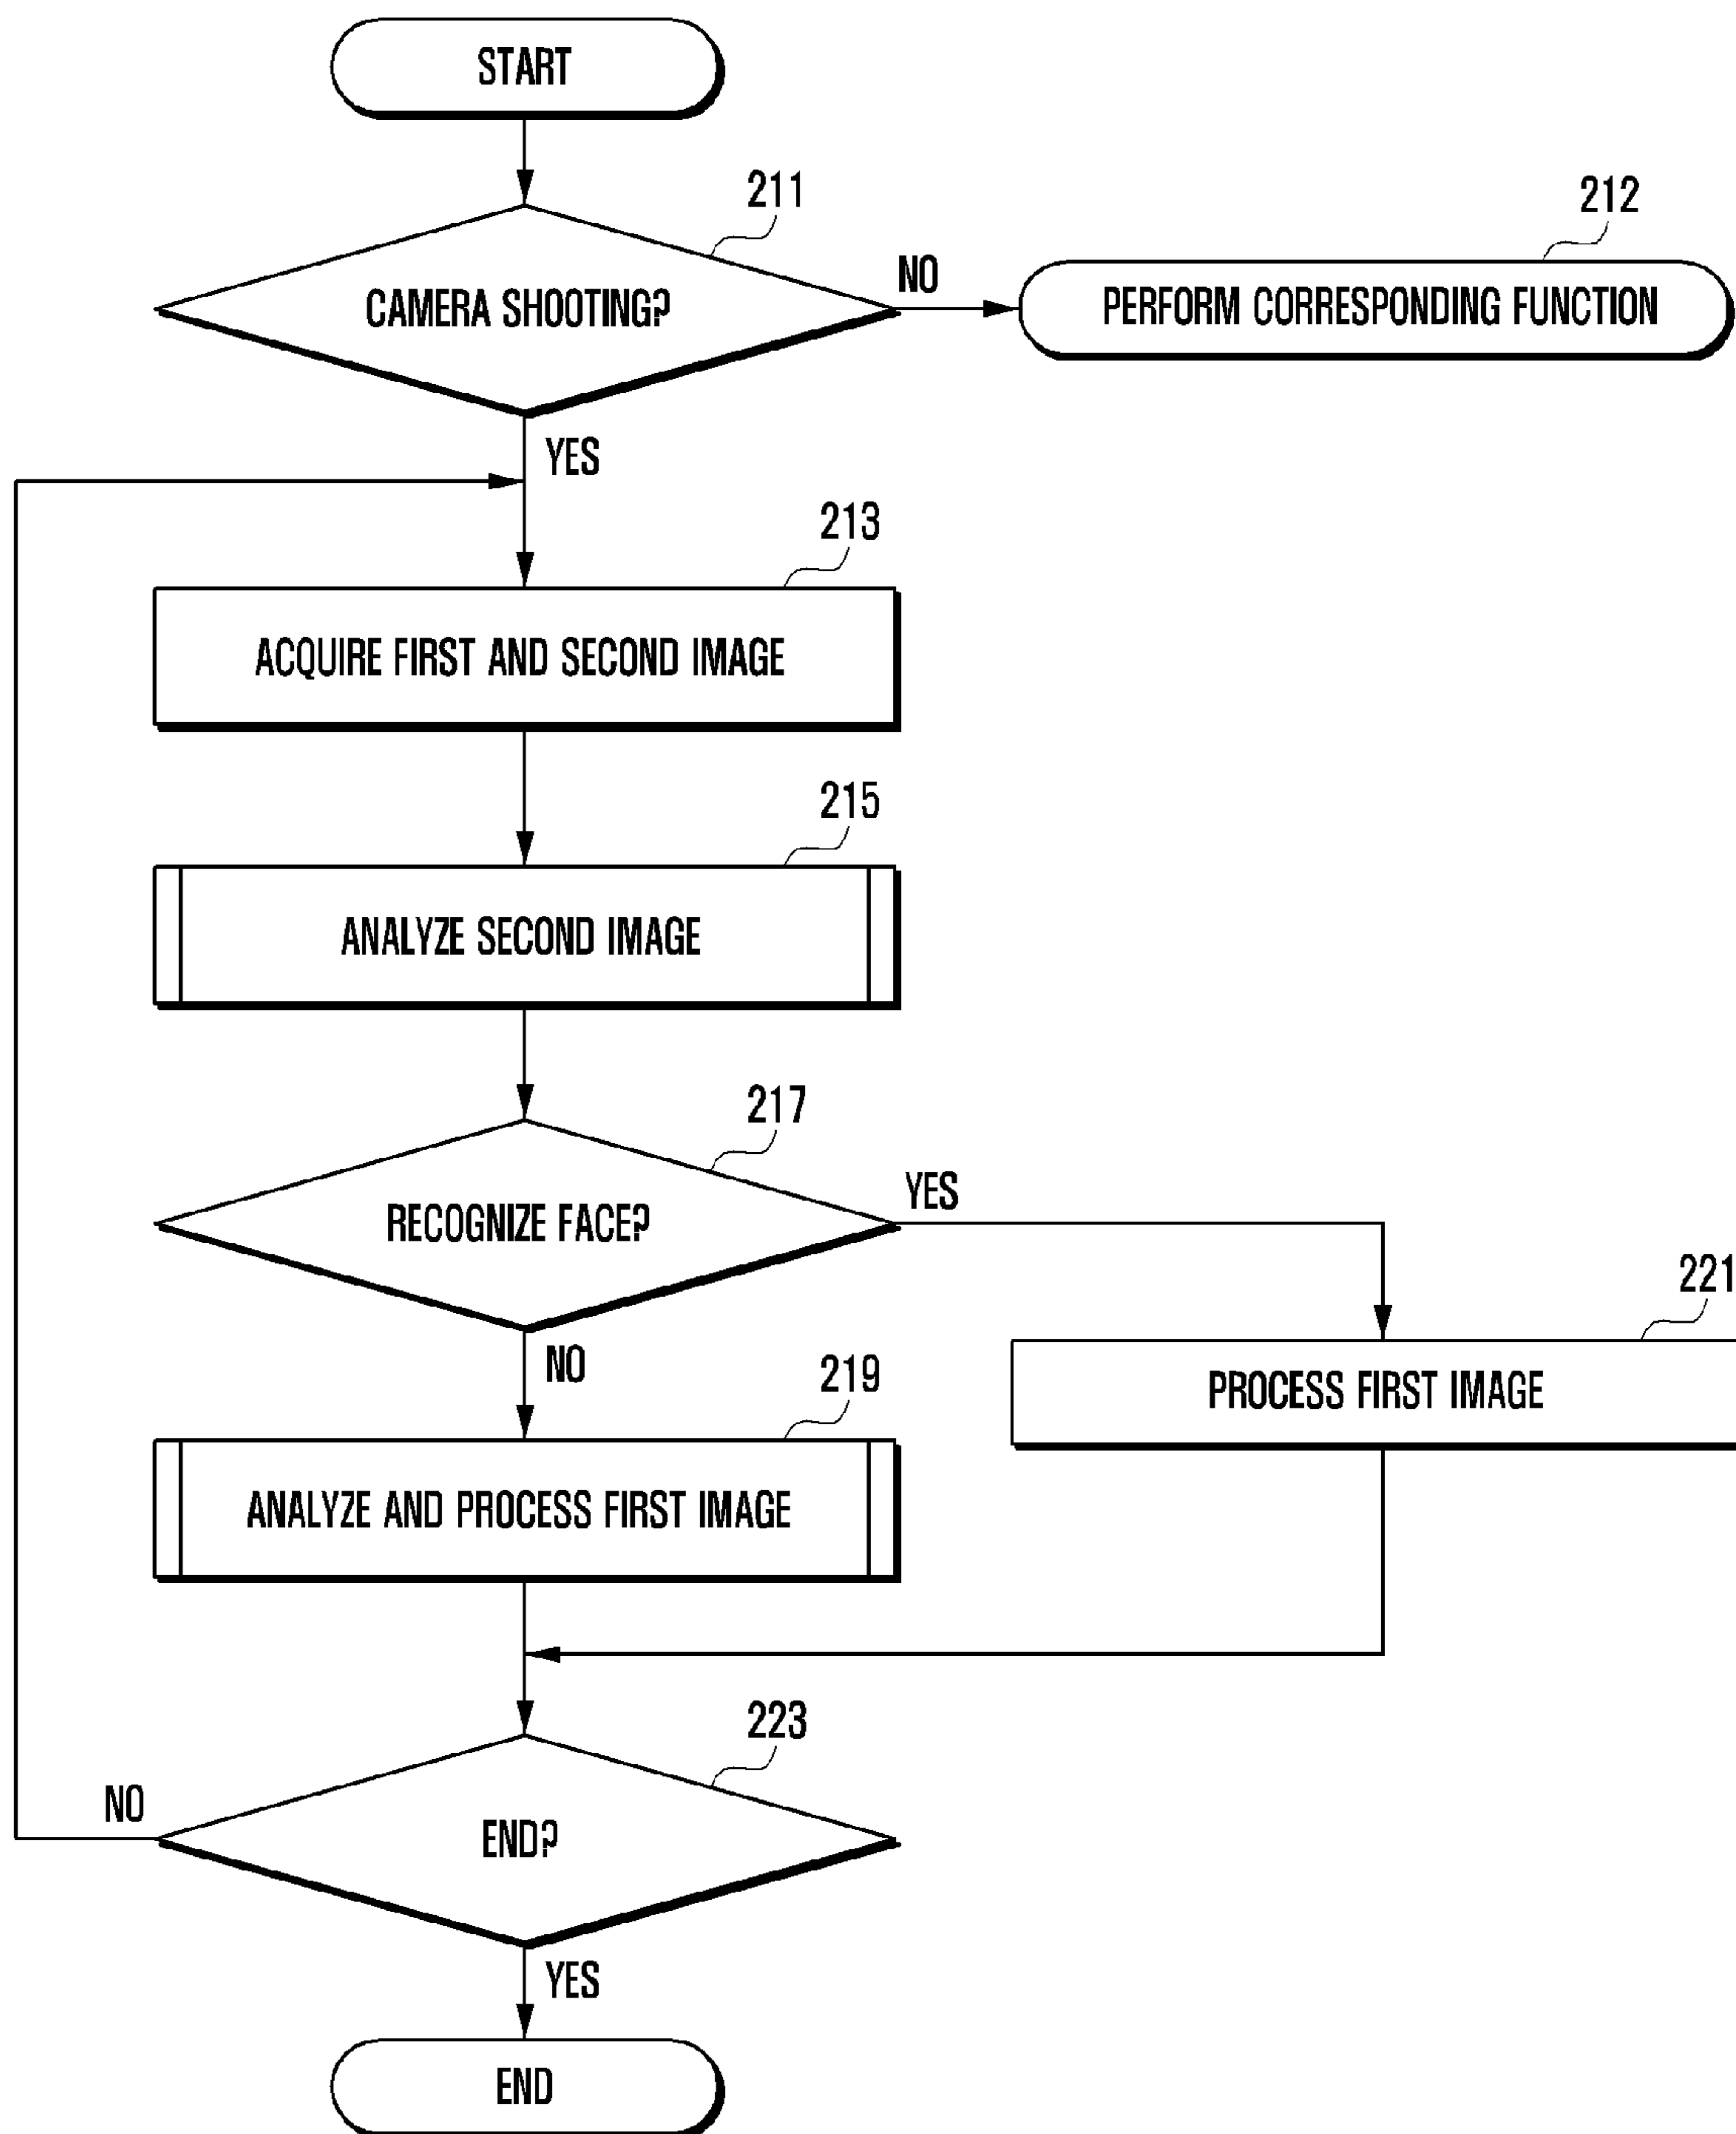 START
211
CAMERA SHOOTING?
NO
212
PERFORM CORRESPONDING FUNCTION
YES
213
ACQUIRE FIRST AND SECOND IMAGE
215
ANALYZE SECOND IMAGE
217
RECOGNIZE FACE?
YES
221
PROCESS FIRST IMAGE
NO
219
ANALYZE AND PROCESS FIRST IMAGE
223
END?
NO
YES
END